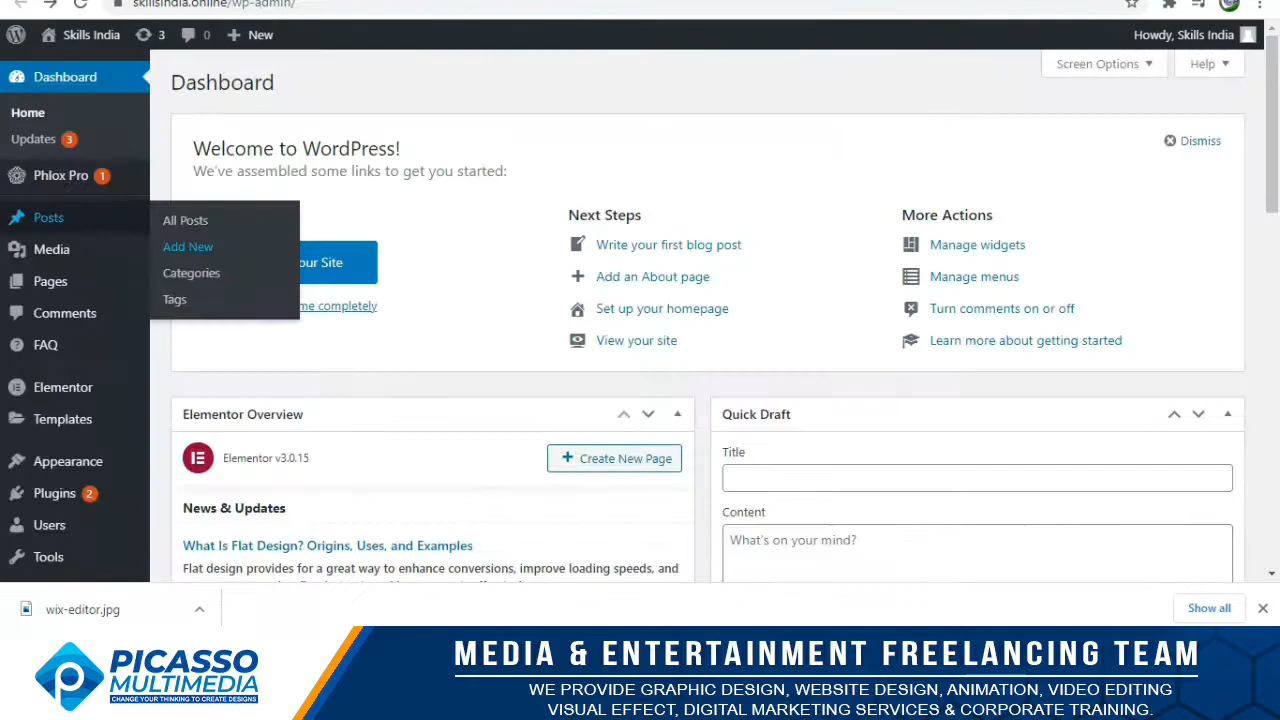 skillsindia.online/wp-admin/
Skills India
3
0
New
Howdy, Skills India
Dashboard
Home
Updates 3
Phlox Pro 1
Posts
Media
Pages
Comments
FAQ
Elementor
Templates
Appearance
Plugins 2
Users
Tools
All Posts
Add New
Categories
Tags
Dashboard
Screen Options
Help
Welcome to WordPress!
We've assembled some links to get you started:
Dismiss
our Site
me completely
Next Steps
Write your first blog post
Add an About page
Set up your homepage
View your site
More Actions
Manage widgets
Manage menus
Turn comments on or off
Learn more about getting started
Elementor Overview
Elementor v3.0.15
Create New Page
News & Updates
What Is Flat Design? Origins, Uses, and Examples
Flat design provides for a great way to enhance conversions, improve loading speeds, and
Quick Draft
Title
Content
What's on your mind?
wix-editor.jpg
Show all
PICASSO
MULTIMEDIA
CHANGE YOUR THINKING TO CREATE DESIGNS
MEDIA & ENTERTAINMENT FREELANCING TEAM
WE PROVIDE GRAPHIC DESIGN, WEBSITE DESIGN, ANIMATION, VIDEO EDITING
VISUAL EFFECT, DIGITAL MARKETING SERVICES & CORPORATE TRAINING.